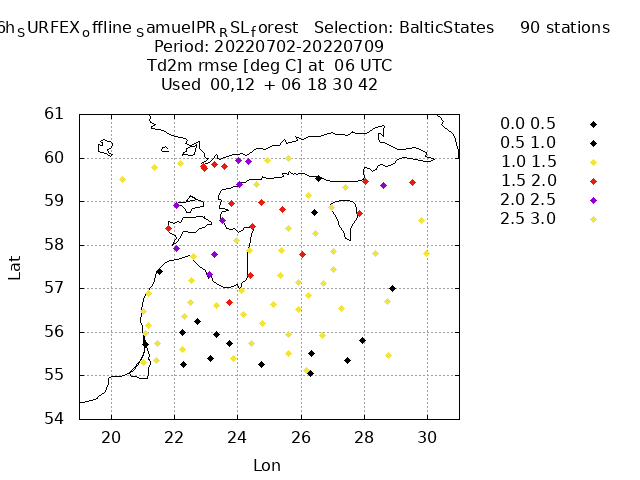 6h_SURFEX_offline_SamuelPR_RSL_forest Selection: BalticStates 90 stations
Period: 20220702-20220709
Td2m rmse [deg C] at 06 UTC
Used 00,12 + 06 18 30 42
61
60
59
58
57
56
55
54
Lat
20 22 24 26 28 30
Lon
0.0 0.5
0.5 1.0
1.0 1.5
1.5 2.0
2.0 2.5
2.5 3.0